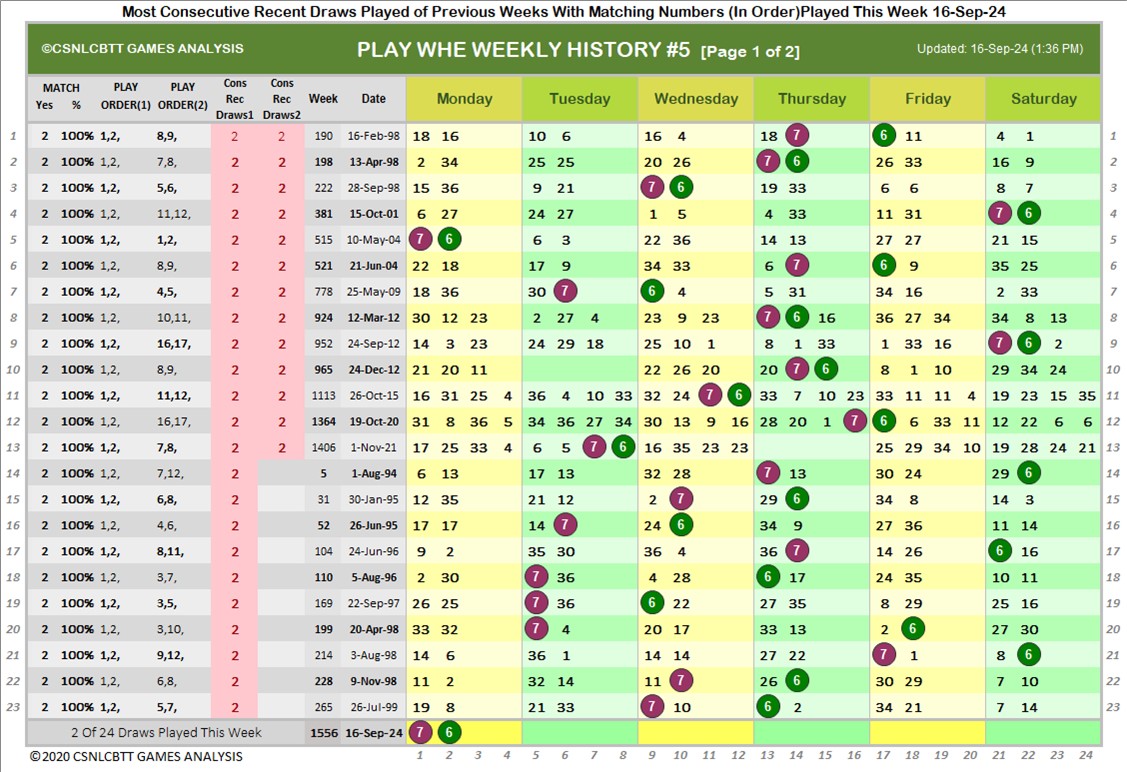 Most Consecutive Recent Draws Played of Previous Weeks With Matching Numbers (In Order)Played This Week 16-Sep-24
©CSNLCBTT GAMES ANALYSIS PLAY WHE WEEKLY HISTORY #5 [Page 1 of 2] Updated: 16-Sep-24 (1:36 PM)
MATCH PLAY PLAY Cons Cons
Yes % ORDER(1) ORDER(2) Rec Rec Week Date Monday Tuesday Wednesday Thursday Friday Saturday
Draws1 Draws2
1 2 100% 1,2, 8,9, 2 2 190 16-Feb-98 18 16 10 6 16 4 18 7 6 11 4 1 1
2 2 100% 1,2, 7,8, 2 2 198 13-Apr-98 2 34 25 25 20 26 7 6 26 33 16 9 2
3 2 100% 1,2, 5,6, 2 2 222 28-Sep-98 15 36 9 21 7 6 19 33 6 6 8 7 3
4 2 100% 1,2, 11,12, 2 2 381 15-Oct-01 6 27 24 27 1 5 4 33 11 31 7 6 4
5 2 100% 1,2, 1,2, 2 2 515 10-May-04 7 6 6 3 22 36 14 13 27 27 21 15 5
6 2 100% 1,2, 8,9, 2 2 521 21-Jun-04 22 18 17 9 34 33 6 7 6 9 35 25 6
7 2 100% 1,2, 4,5, 2 2 778 25-May-09 18 36 30 7 6 4 5 31 34 16 2 33 7
8 2 100% 1,2, 10,11, 2 2 924 12-Mar-12 30 12 23 2 27 4 23 9 23 7 6 16 36 27 34 34 8 13 8
9 2 100% 1,2, 16,17, 2 2 952 24-Sep-12 14 3 23 24 29 18 25 10 1 8 1 33 1 33 16 7 6 2 9
10 2 100% 1,2, 8,9, 2 2 965 24-Dec-12 21 20 11 22 26 20 20 7 6 8 1 10 29 34 24 10
11 2 100% 1,2, 11,12, 2 2 1113 26-Oct-15 16 31 25 4 36 4 10 33 32 24 7 6 33 7 10 23 33 11 11 4 19 23 15 35 11
12 2 100% 1,2, 16,17, 2 2 1364 19-Oct-20 31 8 36 5 34 36 27 34 30 13 9 16 28 20 1 7 6 6 33 11 12 22 6 6 12
13 2 100% 1,2, 7,8, 2 2 1406 1-Nov-21 17 25 33 4 6 5 7 6 16 35 23 23 25 29 34 10 19 28 24 21 13
14 2 100% 1,2, 7,12, 2 5 1-Aug-94 6 13 17 13 32 28 7 13 30 24 29 6 14
15 2 100% 1,2, 6,8, 2 31 30-Jan-95 12 35 21 12 2 7 29 6 34 8 14 3 15
16 2 100% 1,2, 4,6, 2 52 26-Jun-95 17 17 14 7 24 6 34 9 27 36 11 14 16
17 2 100% 1,2, 8,11, 2 104 24-Jun-96 9 2 35 30 36 4 36 7 14 26 6 16 17
18 2 100% 1,2, 3,7, 2 110 5-Aug-96 2 30 7 36 4 28 6 17 24 35 10 11 18
19 2 100% 1,2, 3,5, 2 169 22-Sep-97 26 25 7 36 6 22 27 35 8 29 25 16 19
20 2 100% 1,2, 3,10, 2 199 20-Apr-98 33 32 7 4 20 17 33 13 2 6 27 30 20
21 2 100% 1,2, 9,12, 2 214 3-Aug-98 14 6 36 1 14 14 27 22 7 1 8 6 21
22 2 100% 1,2, 6,8, 2 228 9-Nov-98 11 2 32 14 11 7 26 6 30 29 7 10 22
23 2 100% 1,2, 5,7, 2 265 26-Jul-99 19 8 21 33 7 10 6 2 34 21 7 14 23
2 Of 24 Draws Played This Week 1556 16-Sep-24 7 6
©2020 CSNLCBTT GAMES ANALYSIS 1 2 3 4 5 6 7 8 9 10 11 12 13 14 15 16 17 18 19 20 21 22 23 24